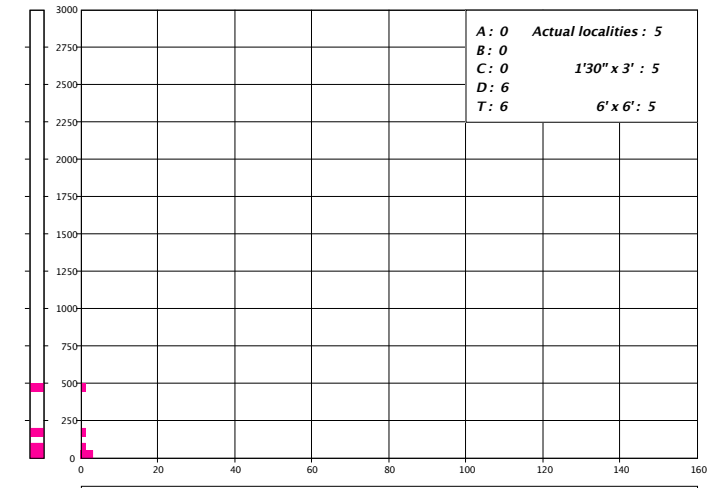 3000
2750
2500
2250
2000
1750
1500
1250
1000
750
500
250
0
A : 0 Actual localities : 5
B : 0
C : 0 1'30" x 3' : 5
D : 6
T : 6 6' x 6' : 5
0 20 40 60 80 100 120 140 160